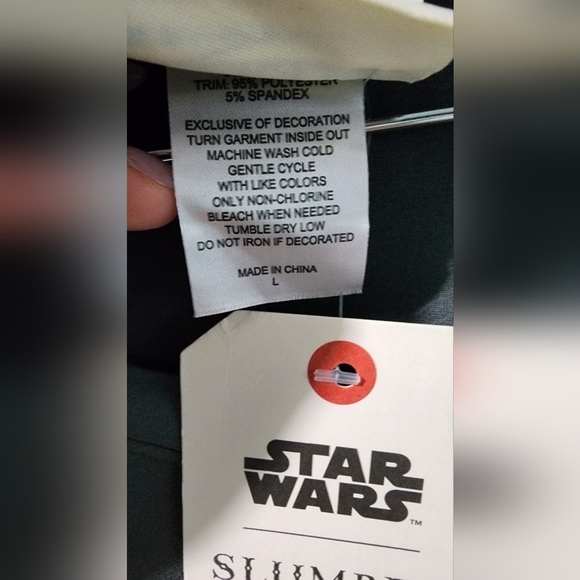 TRIM: 95% POLYESTER
5% SPANDEX
EXCLUSIVE OF DECORATION
TURN GARMENT INSIDE OUT
MACHINE WASH COLD
GENTLE CYCLE
WITH LIKE COLORS
ONLY NON-CHLORINE
BLEACH WHEN NEEDED
TUMBLE DRY LOW
DO NOT IRON IF DECORATED
MADE IN CHINA
L
STAR
WARS™